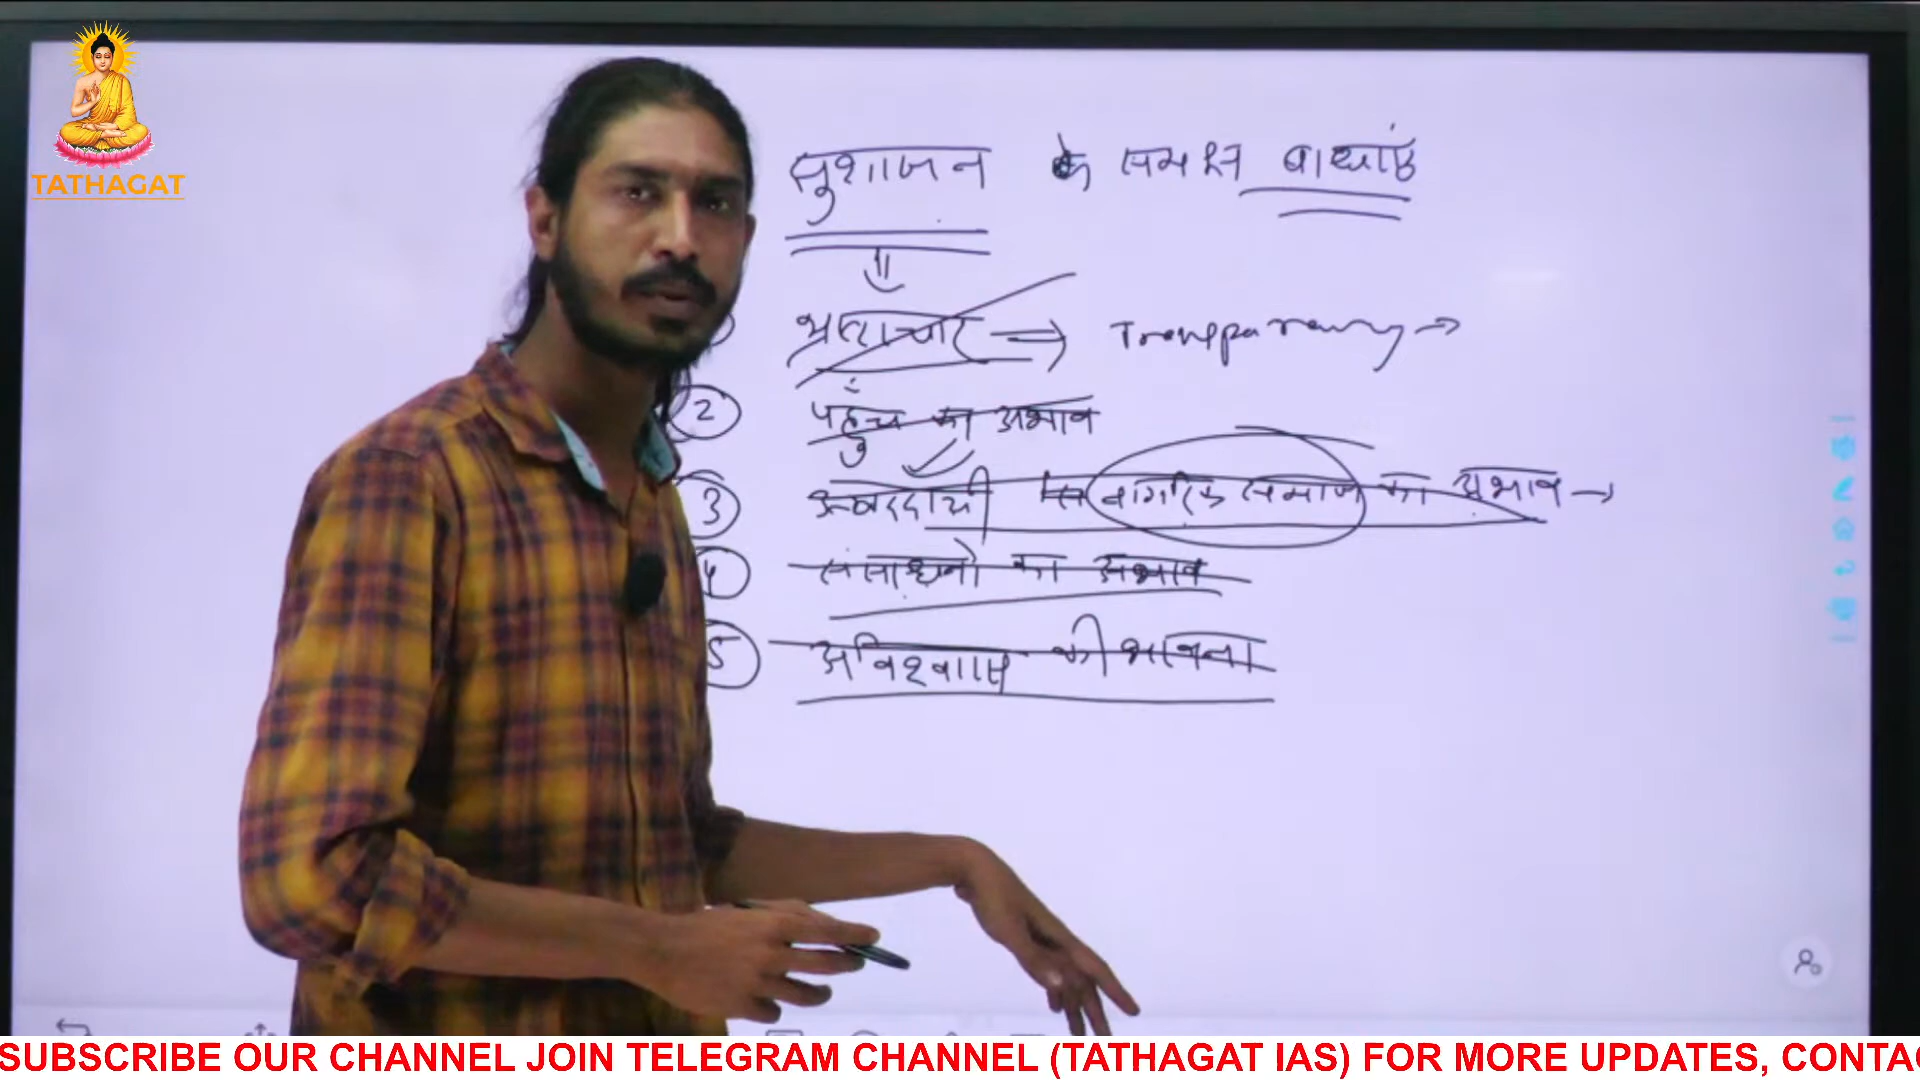 TATHAGAT
सुशासन के समक्ष बाधाएं
भ्रष्टाचार ⇒ Transparency →
2 पहुँच का अभाव
3 उत्तरदायी नागरिक समाज का अभाव →
4 संसाधनों का अभाव
5 अविश्वास की भावना
SUBSCRIBE OUR CHANNEL JOIN TELEGRAM CHANNEL (TATHAGAT IAS) FOR MORE UPDATES, CONTAC